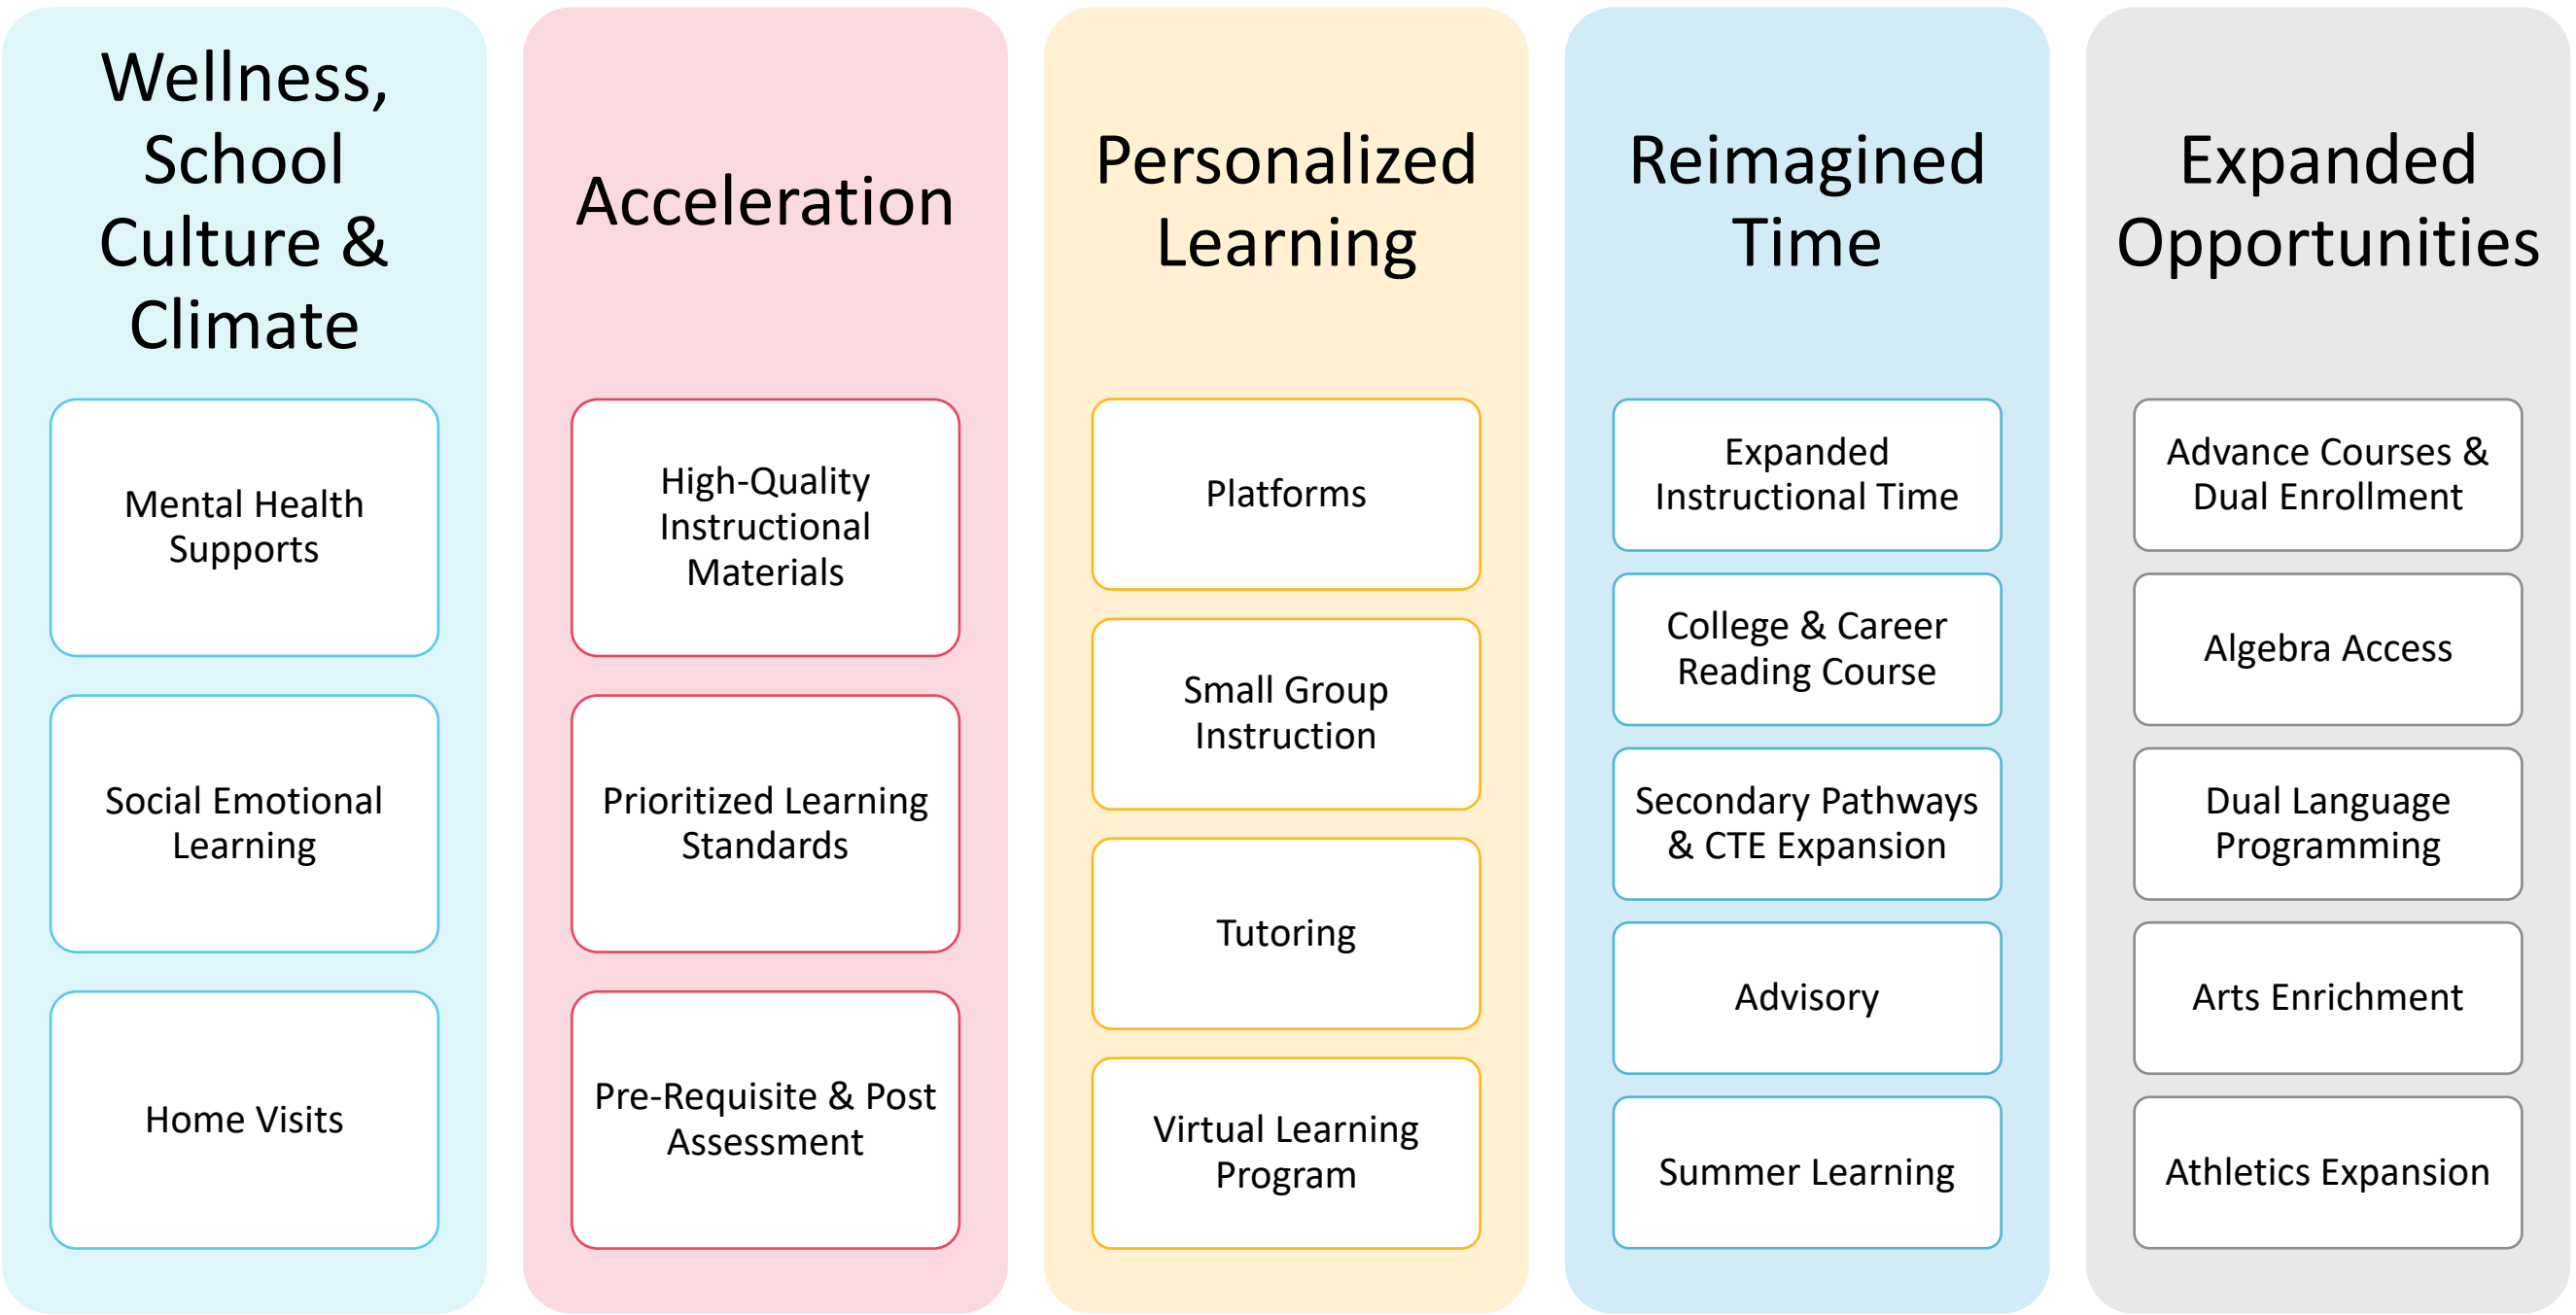 Wellness,
School
Culture &
Climate
Mental Health
Supports
Social Emotional
Learning
Home Visits
Acceleration
High-Quality
Instructional
Materials
Prioritized Learning
Standards
Pre-Requisite & Post
Assessment
Personalized
Learning
Platforms
Small Group
Instruction
Tutoring
Virtual Learning
Program
Reimagined
Time
Expanded
Instructional Time
College & Career
Reading Course
Secondary Pathways
& CTE Expansion
Advisory
Summer Learning
Expanded
Opportunities
Advance Courses &
Dual Enrollment
Algebra Access
Dual Language
Programming
Arts Enrichment
Athletics Expansion